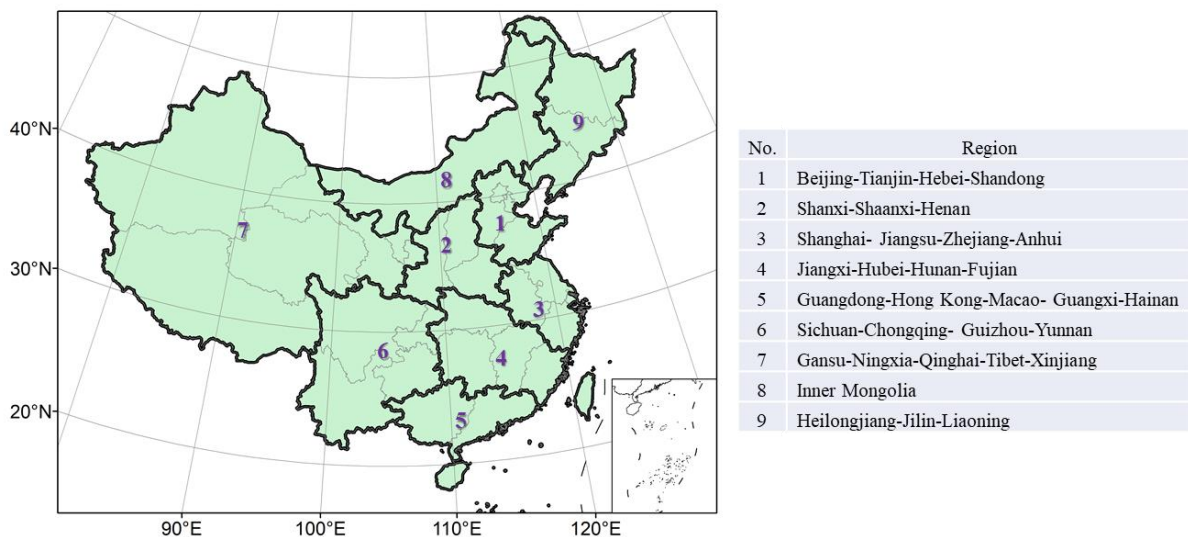 40°N
30°N
20°N
90°E 100°E 110°E 120°E
1
2
3
4
5
6
7
8
9
No. Region
1 Beijing-Tianjin-Hebei-Shandong
2 Shanxi-Shaanxi-Henan
3 Shanghai- Jiangsu-Zhejiang-Anhui
4 Jiangxi-Hubei-Hunan-Fujian
5 Guangdong-Hong Kong-Macao- Guangxi-Hainan
6 Sichuan-Chongqing- Guizhou-Yunnan
7 Gansu-Ningxia-Qinghai-Tibet-Xinjiang
8 Inner Mongolia
9 Heilongjiang-Jilin-Liaoning